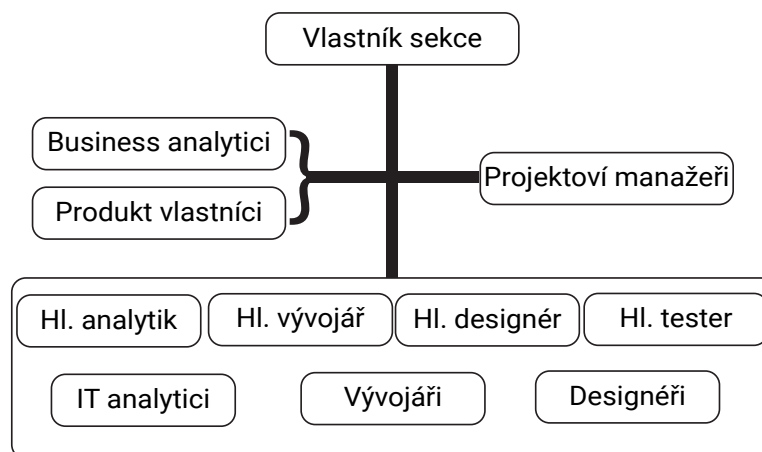 Vlastník sekce
Business analytici
Projektoví manažeři
Produkt vlastníci
Hl. analytik
Hl. vývojář
Hl. designér
Hl. tester
IT analytici
Vývojáři
Designéři